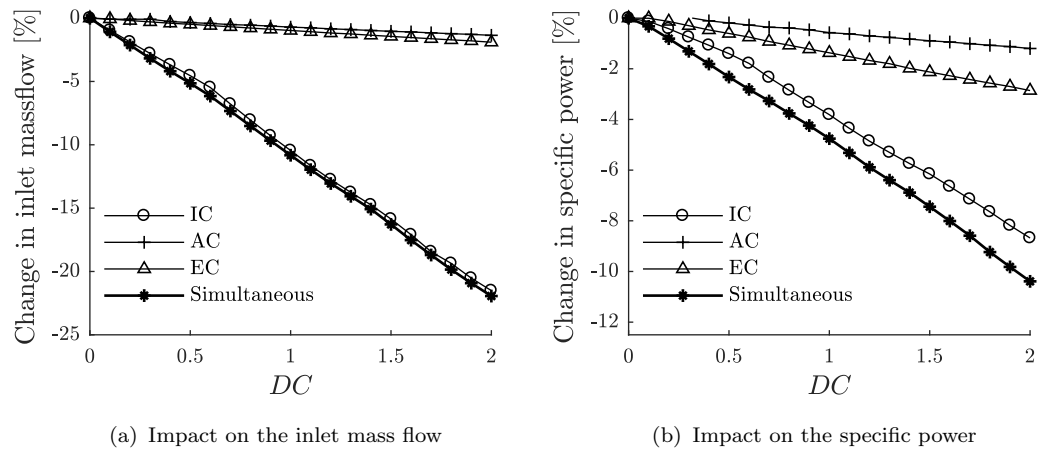 0
-5
-10
-15
-20
-25
Change in inlet massflow [%]
IC
AC
EC
Simultaneous
0
0.5
1
1.5
2
DC
(a) Impact on the inlet mass flow
0
-2
-4
-6
-8
-10
-12
Change in specific power [%]
IC
AC
EC
Simultaneous
0
0.5
1
1.5
2
DC
(b) Impact on the specific power